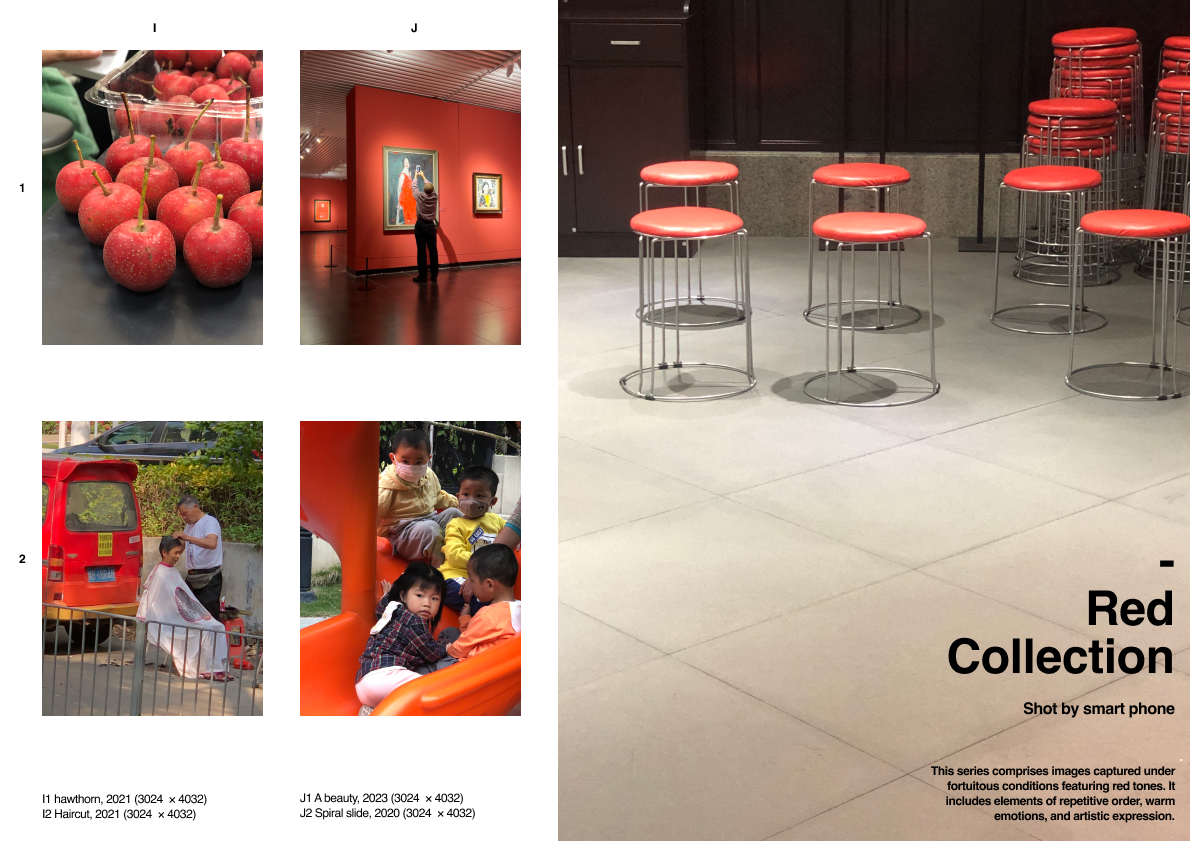 I
J
1
2
I1 hawthorn, 2021 (3024 × 4032)
I2 Haircut, 2021 (3024 × 4032)
J1 A beauty, 2023 (3024 × 4032)
J2 Spiral slide, 2020 (3024 × 4032)
-
Red
Collection
Shot by smart phone
This series comprises images captured under
fortuitous conditions featuring red tones. It
includes elements of repetitive order, warm
emotions, and artistic expression.